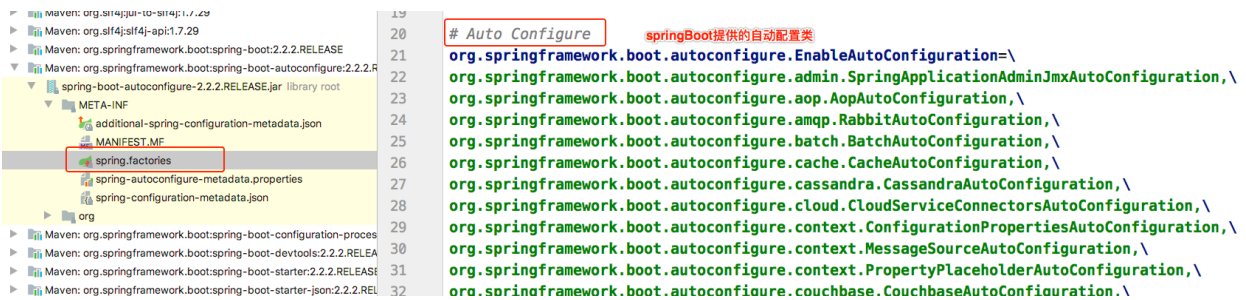 Maven: org.slf4j:jul-to-slf4j:1.7.29
Maven: org.slf4j:slf4j-api:1.7.29
Maven: org.springframework.boot:spring-boot:2.2.2.RELEASE
Maven: org.springframework.boot:spring-boot-autoconfigure:2.2.2.R
spring-boot-autoconfigure-2.2.2.RELEASE.jar library root
META-INF
additional-spring-configuration-metadata.json
MANIFEST.MF
spring.factories
spring-autoconfigure-metadata.properties
spring-configuration-metadata.json
org
Maven: org.springframework.boot:spring-boot-configuration-proces
Maven: org.springframework.boot:spring-boot-devtools:2.2.2.RELEA
Maven: org.springframework.boot:spring-boot-starter:2.2.2.RELEASE
Maven: org.springframework.boot:spring-boot-starter-json:2.2.2.REL
19
20 # Auto Configure springBoot提供的自动配置类
21 org.springframework.boot.autoconfigure.EnableAutoConfiguration=\
22 org.springframework.boot.autoconfigure.admin.SpringApplicationAdminJmxAutoConfiguration,\
23 org.springframework.boot.autoconfigure.aop.AopAutoConfiguration,\
24 org.springframework.boot.autoconfigure.amqp.RabbitAutoConfiguration,\
25 org.springframework.boot.autoconfigure.batch.BatchAutoConfiguration,\
26 org.springframework.boot.autoconfigure.cache.CacheAutoConfiguration,\
27 org.springframework.boot.autoconfigure.cassandra.CassandraAutoConfiguration,\
28 org.springframework.boot.autoconfigure.cloud.CloudServiceConnectorsAutoConfiguration,\
29 org.springframework.boot.autoconfigure.context.ConfigurationPropertiesAutoConfiguration,\
30 org.springframework.boot.autoconfigure.context.MessageSourceAutoConfiguration,\
31 org.springframework.boot.autoconfigure.context.PropertyPlaceholderAutoConfiguration,\
32 org.springframework.boot.autoconfigure.couchbase.CouchbaseAutoConfiguration,\